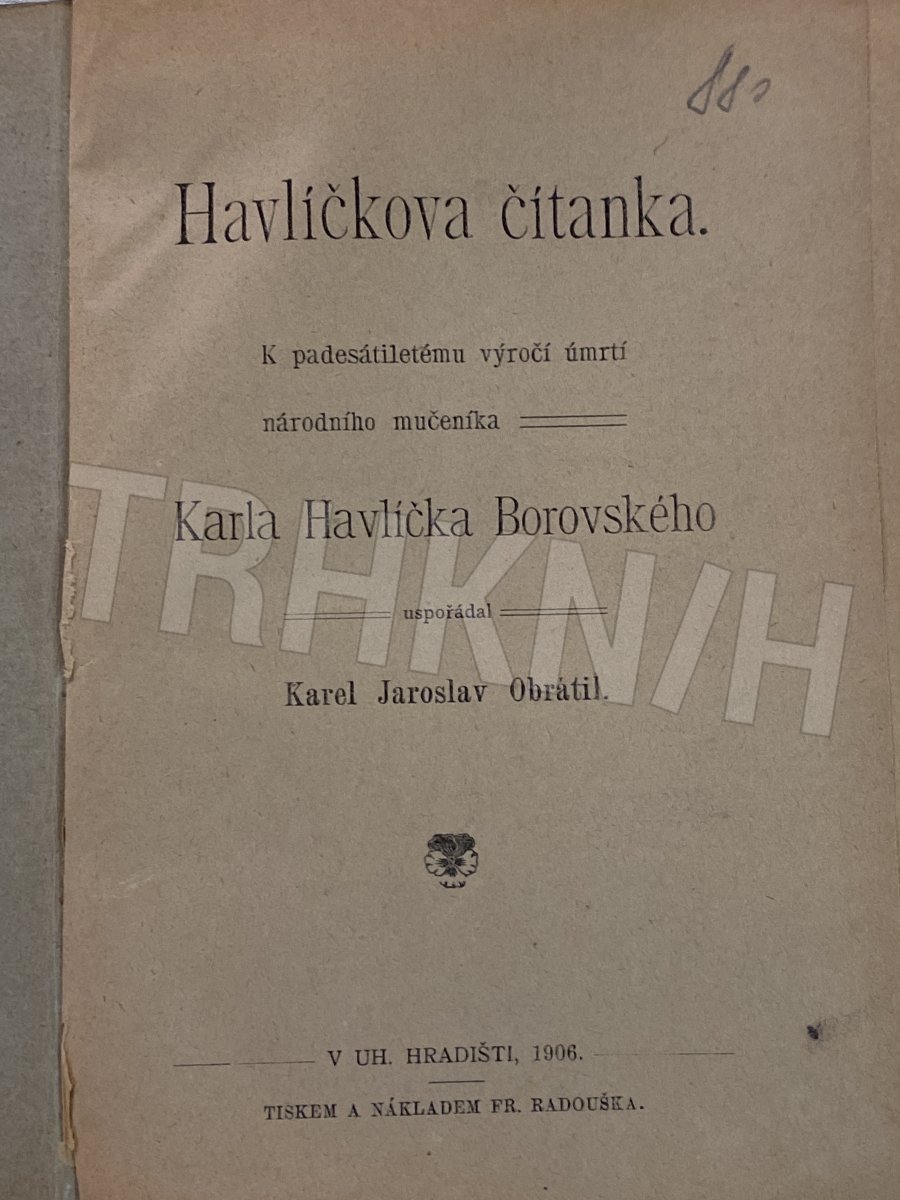 Havlíčkova čítanka.
K padesátiletému výročí úmrtí
národního mučeníka
Karla Havlíčka Borovského
uspořádal
Karel Jaroslav Obrátil.
V UH. HRADIŠTI, 1906.
TISKEM A NÁKLADEM FR. RADOUŠKA.
TRHKNIH